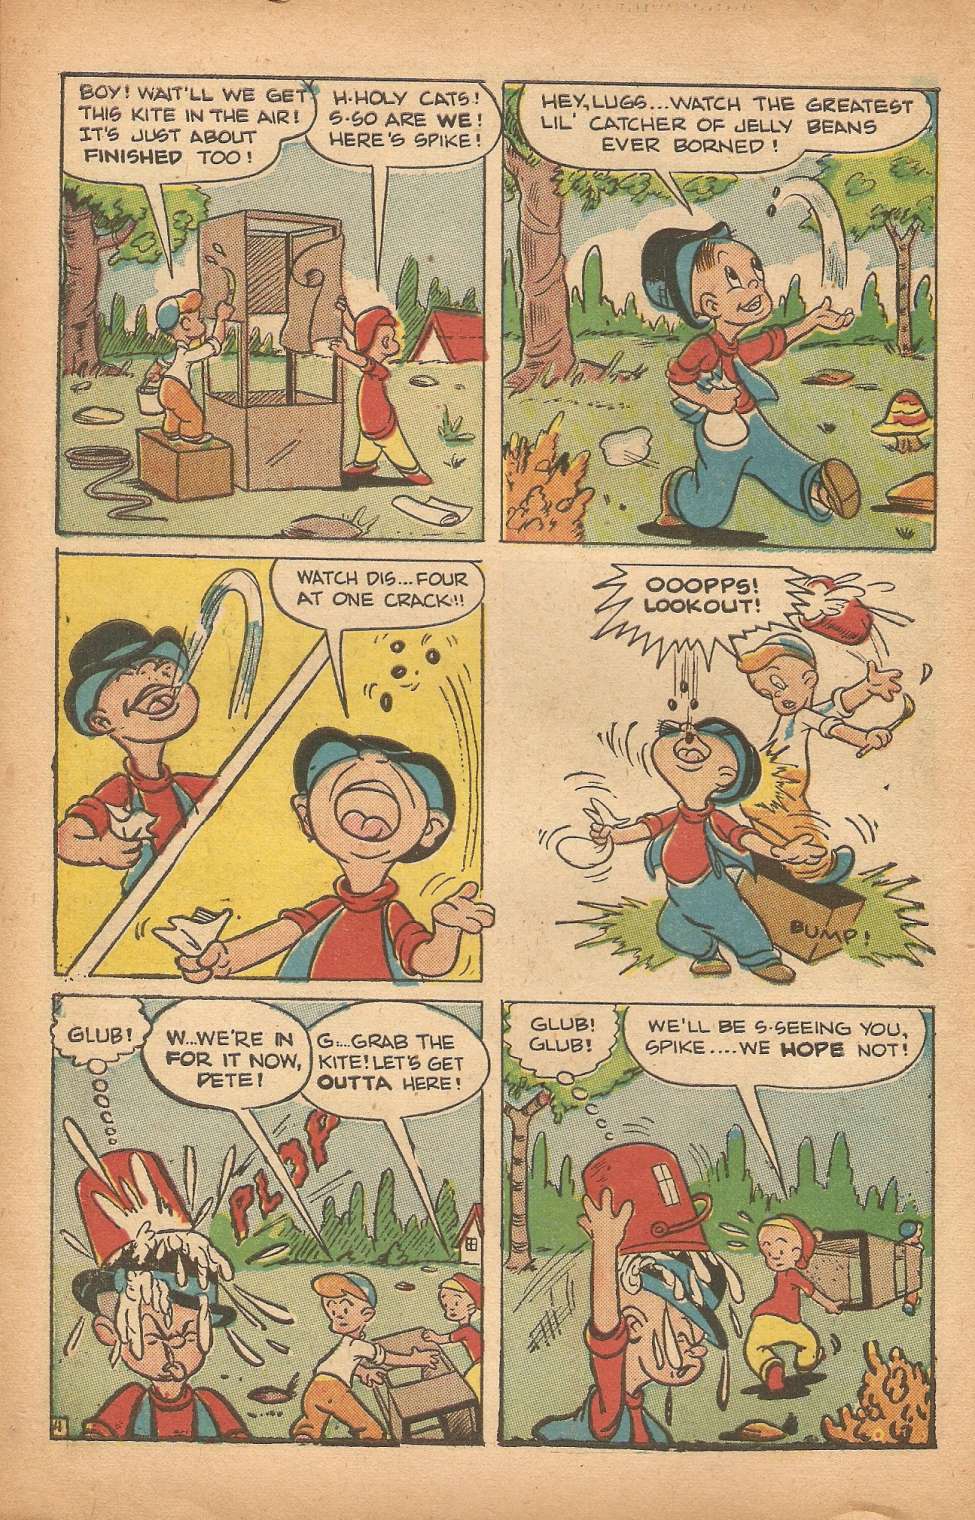 BOY! WAIT'LL WE GET
THIS KITE IN THE AIR!
IT'S JUST ABOUT
FINISHED TOO!
H-HOLY CATS!
S-SO ARE WE!
HERE'S SPIKE!
HEY, LUGS...WATCH THE GREATEST
LIL' CATCHER OF JELLY BEANS
EVER BORNED!
WATCH DIS...FOUR
AT ONE CRACK!!
OOOPPS!
LOOKOUT!
BUMP!
GLUB!
W...WE'RE IN
FOR IT NOW,
PETE!
G...GRAB THE
KITE! LET'S GET
OUTTA HERE!
PLOP
4
GLUB!
GLUB!
WE'LL BE S-SEEING YOU,
SPIKE....WE HOPE NOT!